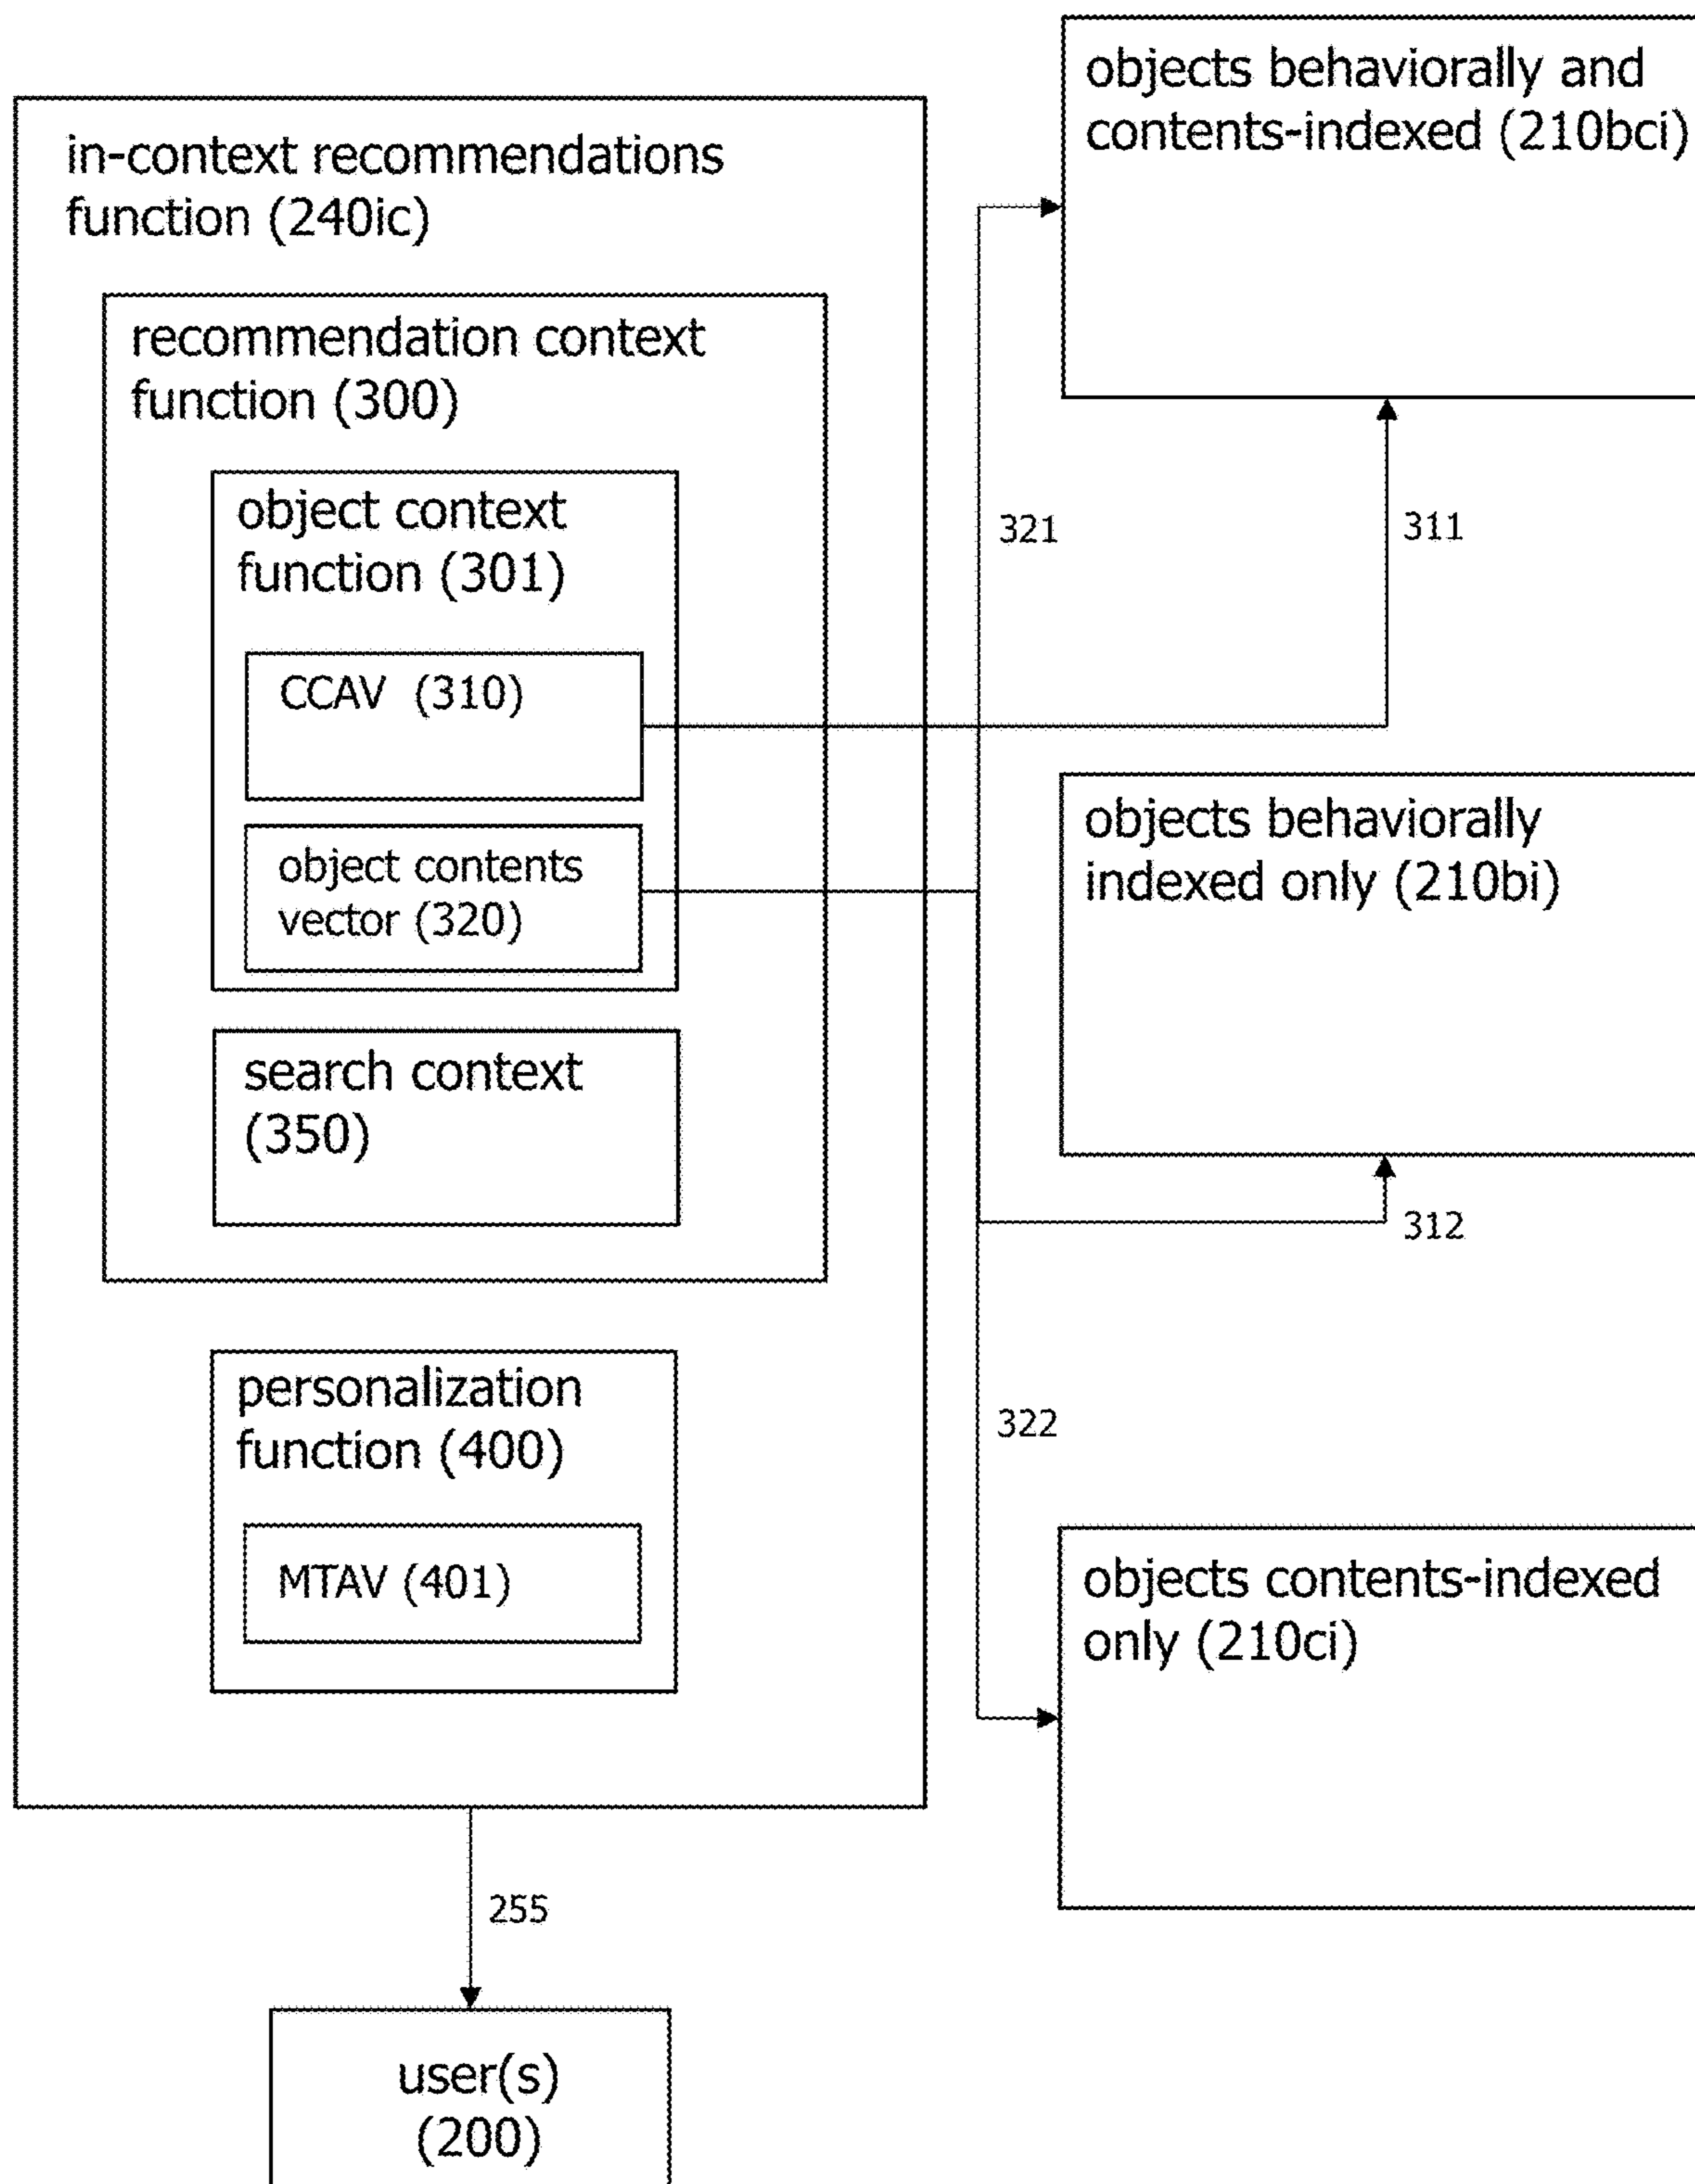 in-context recommendations
function (240ic)
recommendation context
function (300)
object context
function (301)
CCAV (310)
object contents
vector (320)
search context
(350)
personalization
function (400)
MTAV (401)
255
user(s)
(200)
objects behaviorally and
contents-indexed (210bci)
321
311
objects behaviorally
indexed only (210bi)
312
322
objects contents-indexed
only (210ci)